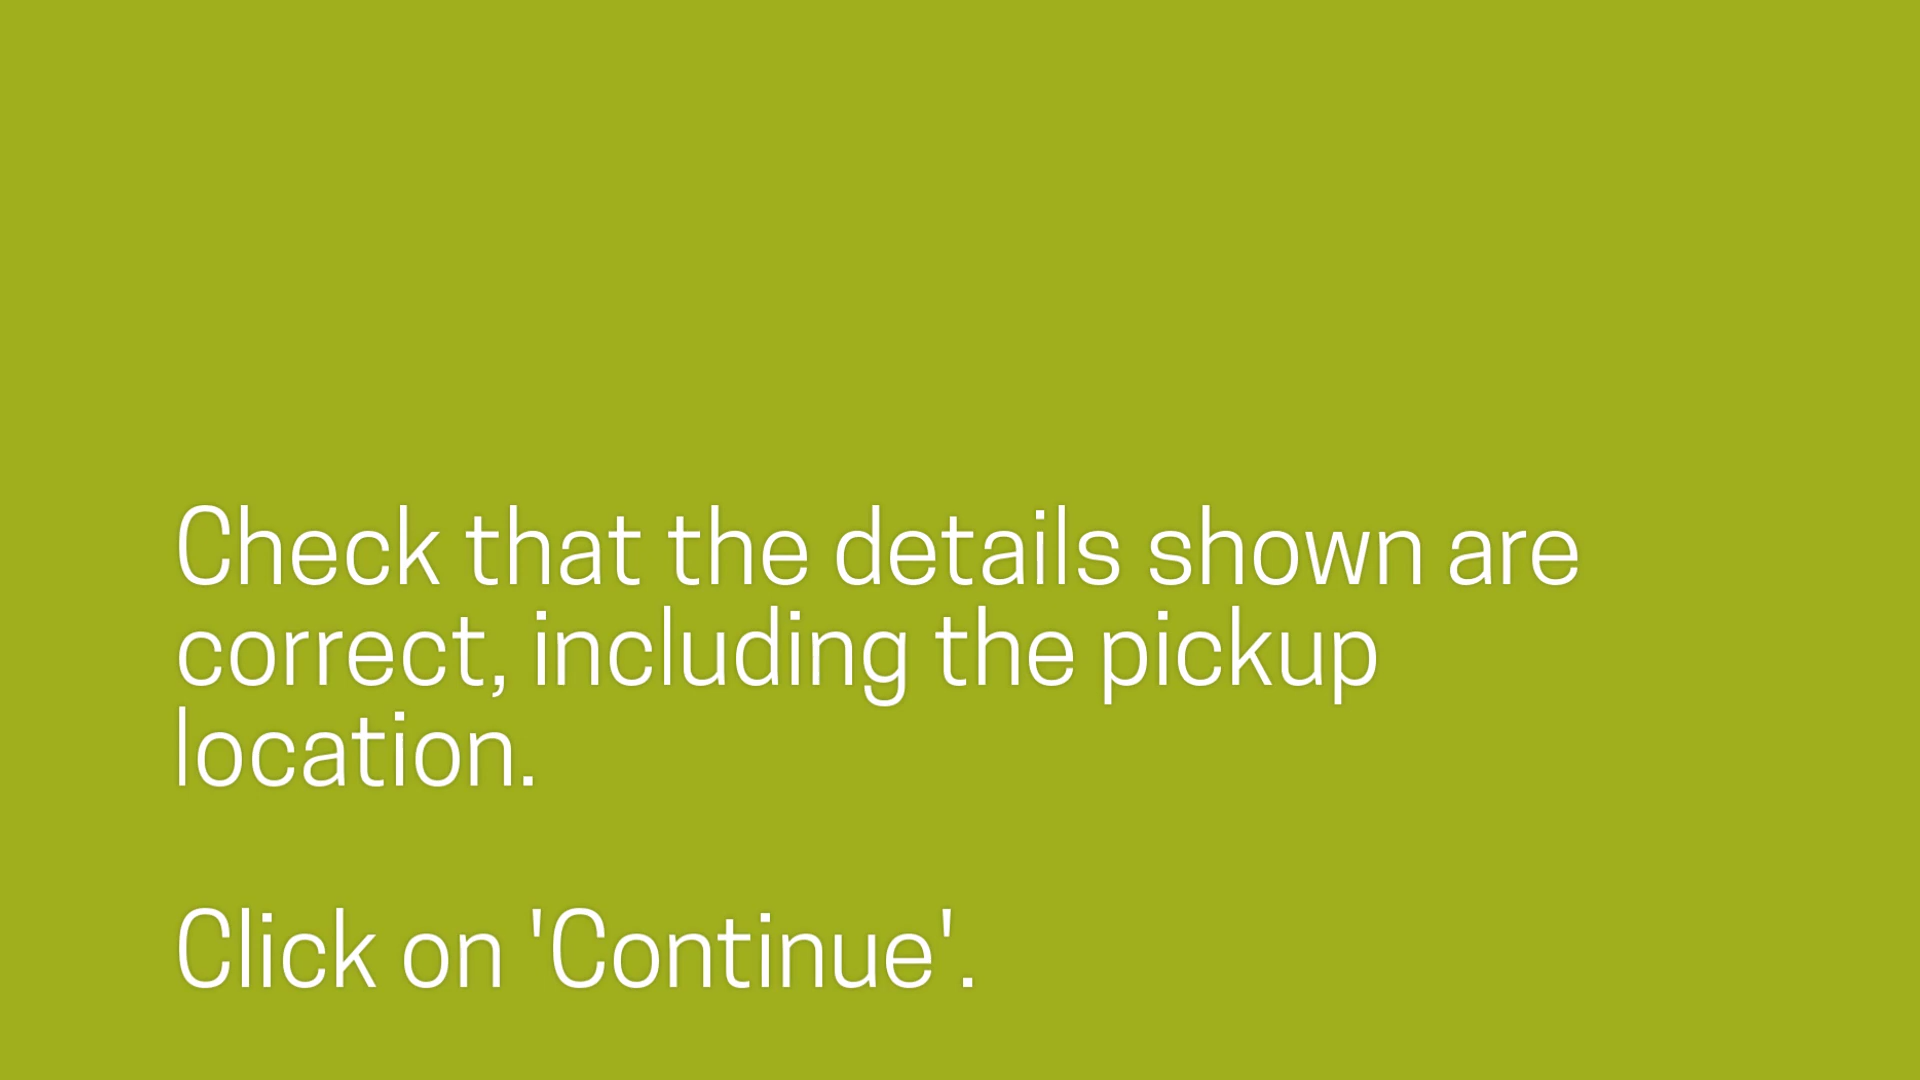 Check that the details shown are
correct, including the pickup
location.
Click on 'Continue'.